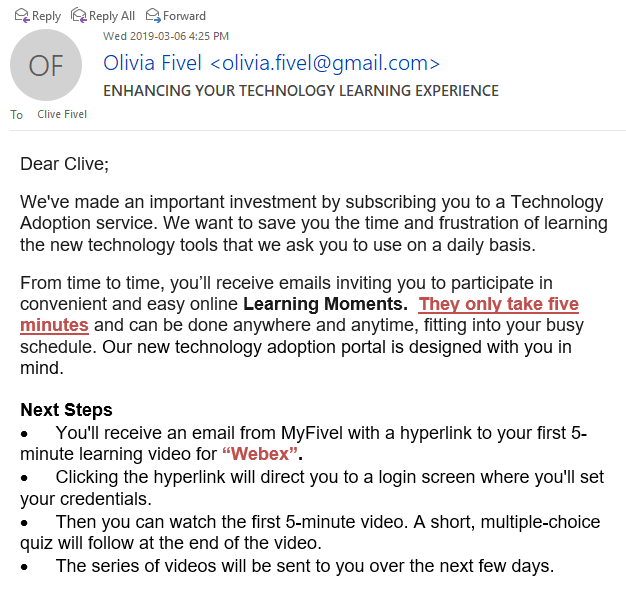 Reply Reply All Forward
Wed 2019-03-06 4:25 PM
OF
Olivia Fivel <olivia.fivel@gmail.com>
ENHANCING YOUR TECHNOLOGY LEARNING EXPERIENCE
To Clive Fivel
Dear Clive;
We've made an important investment by subscribing you to a Technology
Adoption service. We want to save you the time and frustration of learning
the new technology tools that we ask you to use on a daily basis.
From time to time, you’ll receive emails inviting you to participate in
convenient and easy online Learning Moments. They only take five
minutes and can be done anywhere and anytime, fitting into your busy
schedule. Our new technology adoption portal is designed with you in
mind.
Next Steps
• You'll receive an email from MyFivel with a hyperlink to your first 5-
minute learning video for “Webex”.
• Clicking the hyperlink will direct you to a login screen where you'll set
your credentials.
• Then you can watch the first 5-minute video. A short, multiple-choice
quiz will follow at the end of the video.
• The series of videos will be sent to you over the next few days.